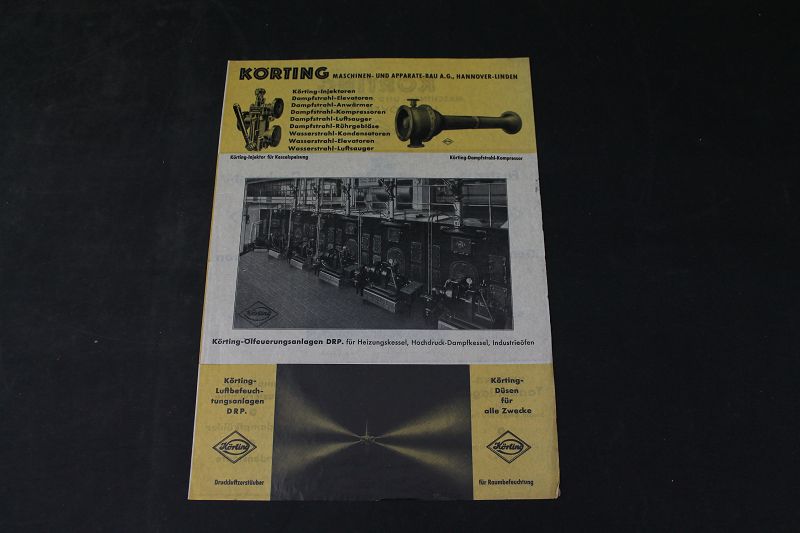 KÖRTING MASCHINEN- UND APPARATE-BAU A.G., HANNOVER-LINDEN
Körting-Injektoren
Dampfstrahl-Elevatoren
Dampfstrahl-Anwärmer
Dampfstrahl-Kompressoren
Dampfstrahl-Luftsauger
Dampfstrahl-Rührgebläse
Wasserstrahl-Kondensatoren
Wasserstrahl-Elevatoren
Wasserstrahl-Luftsauger
Körting-Injektor für Kesselspeisung
Körting-Dampfstrahl-Kompressor
Körting
Körting-Ölfeuerungsanlagen DRP. für Heizungskessel, Hochdruck-Dampfkessel, Industrieöfen
Körting-
Luftbefeuch-
tungsanlagen
DRP.
Körting
Druckluftzerstäuber
Körting-
Düsen
für
alle Zwecke
Körting
für Raumbefeuchtung